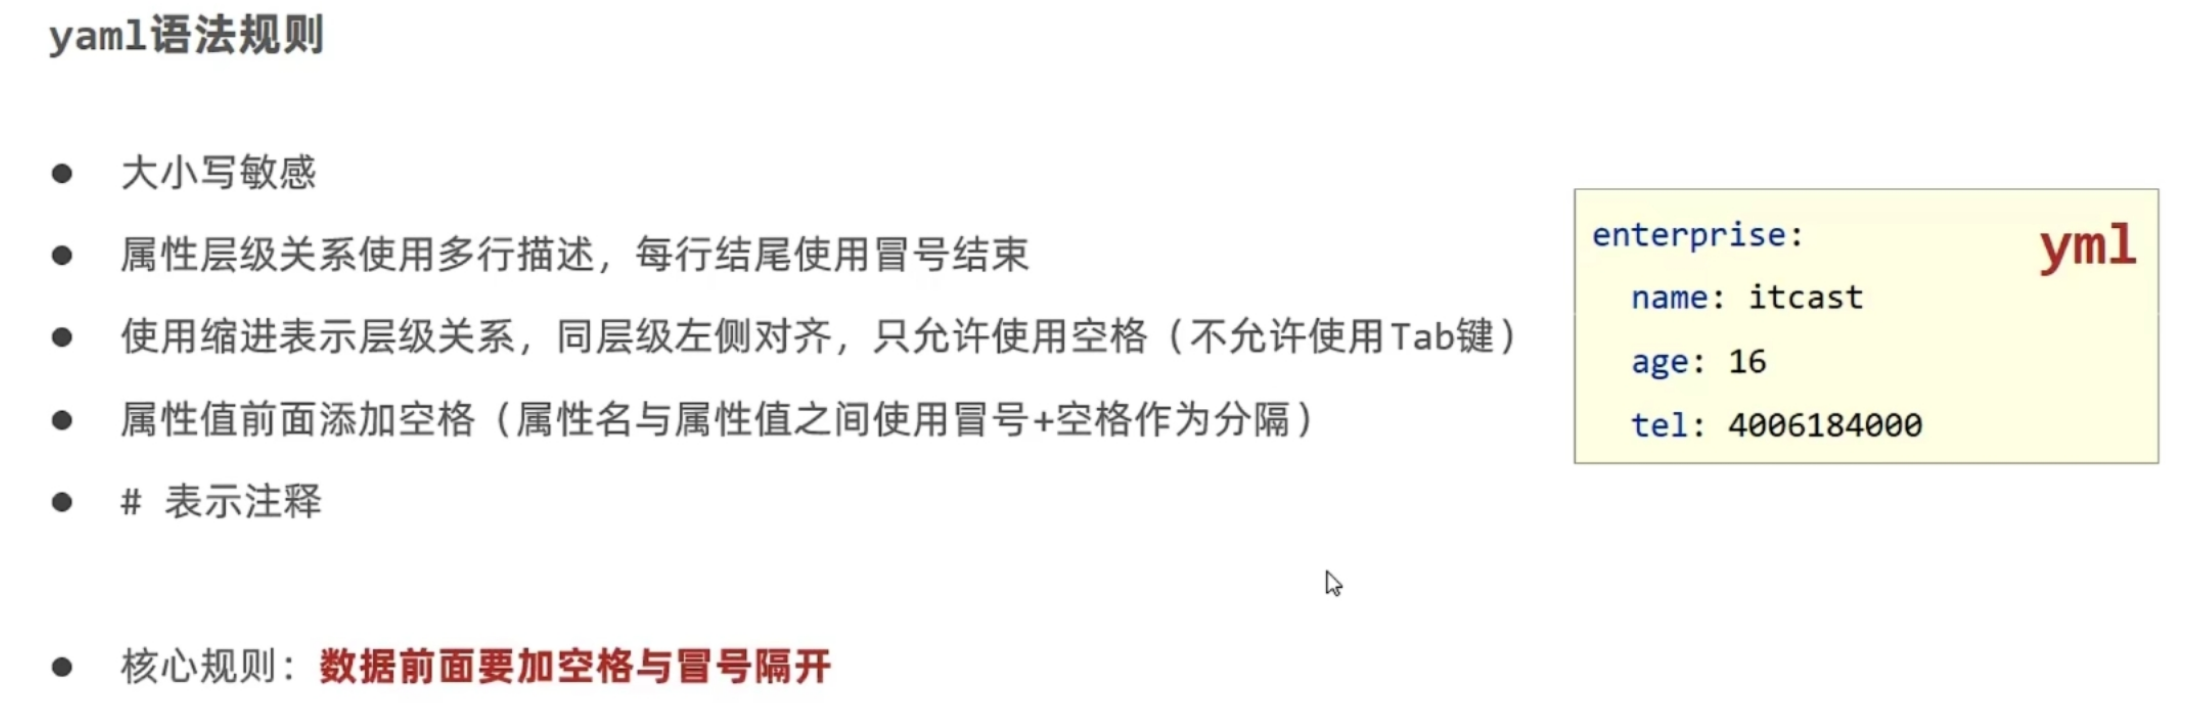 yaml语法规则
● 大小写敏感
● 属性层级关系使用多行描述，每行结尾使用冒号结束
● 使用缩进表示层级关系，同层级左侧对齐，只允许使用空格（不允许使用Tab键）
● 属性值前面添加空格（属性名与属性值之间使用冒号+空格作为分隔）
● # 表示注释
● 核心规则：数据前面要加空格与冒号隔开
yml
enterprise:
  name: itcast
  age: 16
  tel: 4006184000